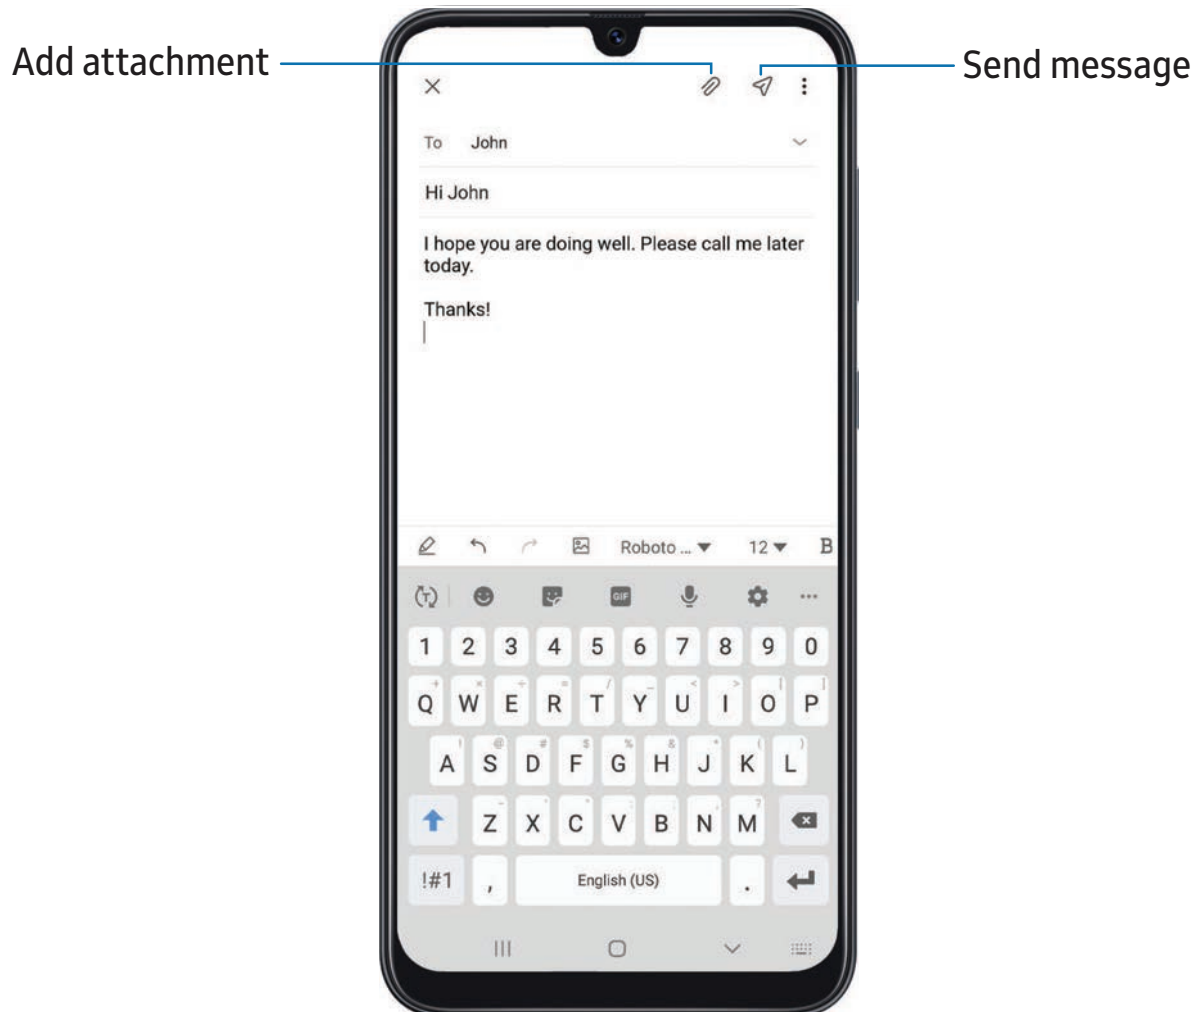 Add attachment
Send message
To John
Hi John
I hope you are doing well. Please call me later
today.
Thanks!
Roboto ... 12 B
T GIF ...
1 2 3 4 5 6 7 8 9 0
+ × ÷ = / _ < > [ ]
Q W E R T Y U I O P
! @ # $ % & * ( )
A S D F G H J K L
- ' " : ; , ?
Z X C V B N M
!#1 , English (US) .